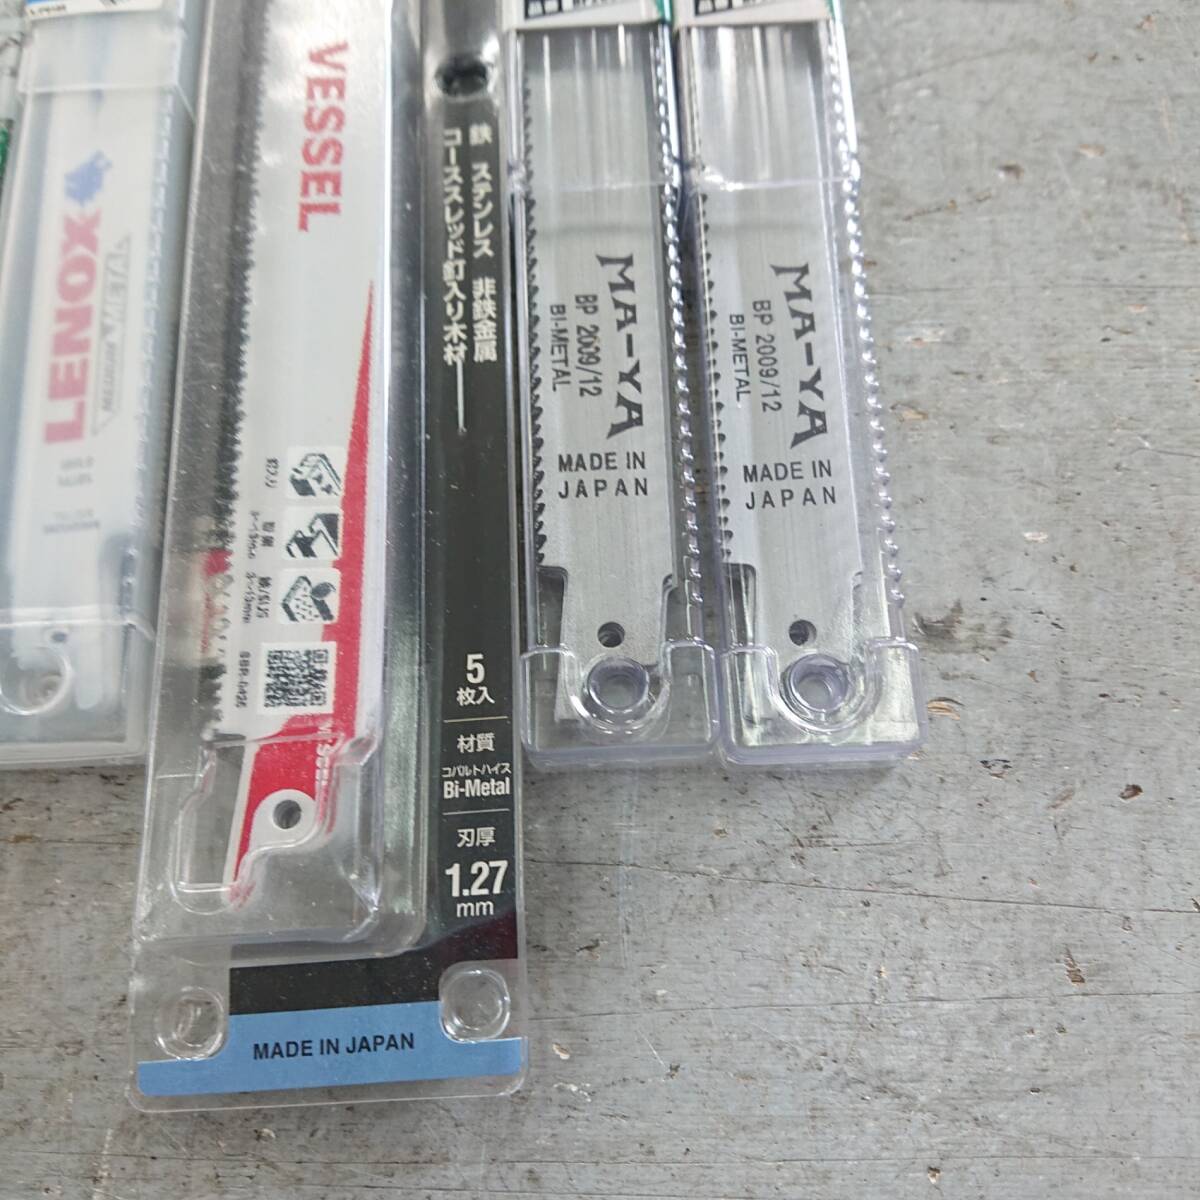 LENOX
VESSEL
鉄 ステンレス 非鉄金属
コーススレッド釘入り木材
5
枚入
材質
コバルトハイス
Bi-Metal
刃厚
1.27
mm
MADE IN JAPAN
MA-YA
BP 2009/12
BI-METAL
MADE IN
JAPAN
MA-YA
BP 2009/12
BI-METAL
MADE IN
JAPAN